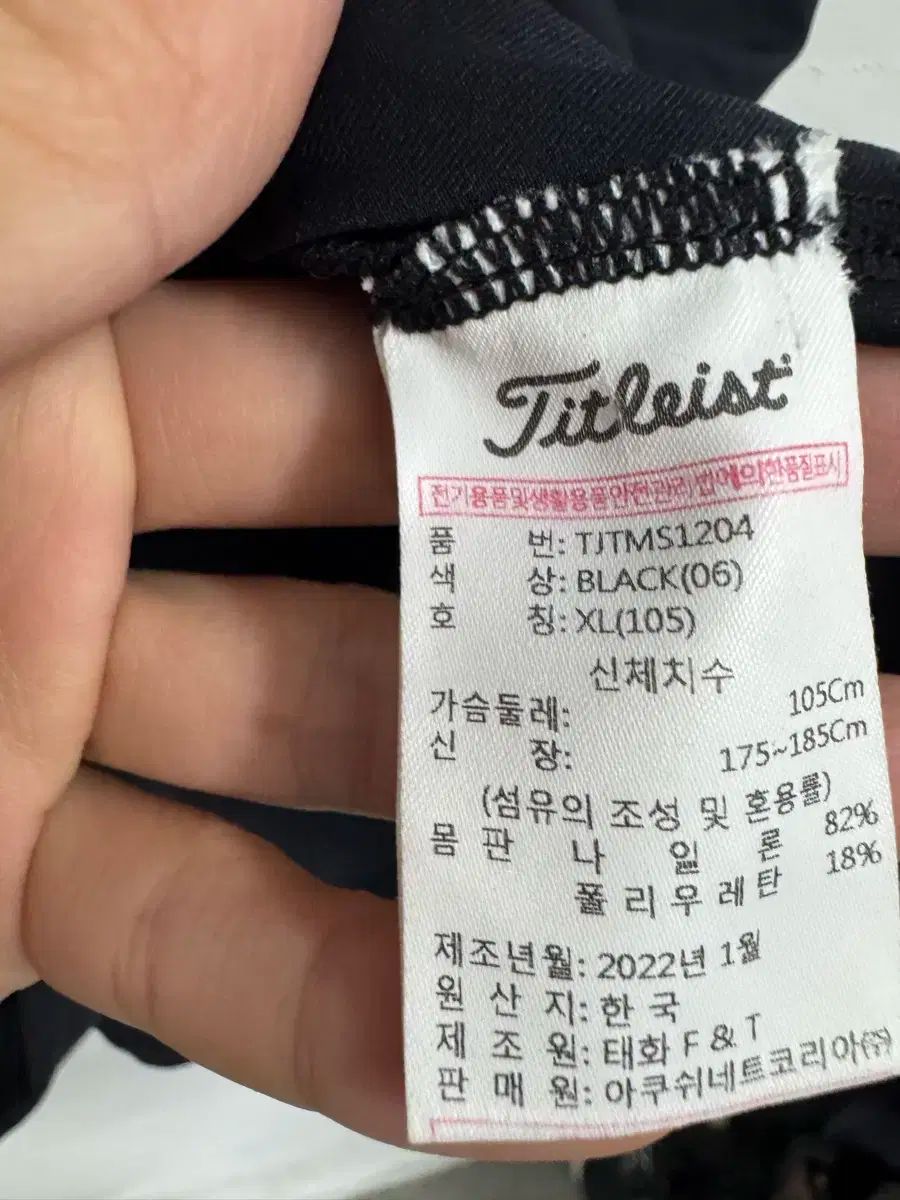 Titleist
전기용품및생활용품안전관리법에의한품질표시
품 번: TJTMS1204
색 상: BLACK(06)
호 칭: XL(105)
신체치수
가슴둘레: 105Cm
신 장: 175~185Cm
(섬유의 조성 및 혼용률)
몸 판 나 일 론 82%
폴 리 우 레 탄 18%
제조년월: 2022년 1월
원 산 지: 한 국
제 조 원: 태화 F & T
판 매 원: 아쿠쉬네트코리아㈜